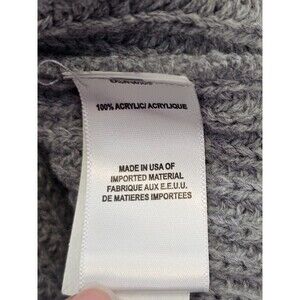 100% ACRYLIC/ ACRYLIQUE
MADE IN USA OF
IMPORTED MATERIAL
FABRIQUE AUX E.E.U.U.
DE MATIERES IMPORTEES